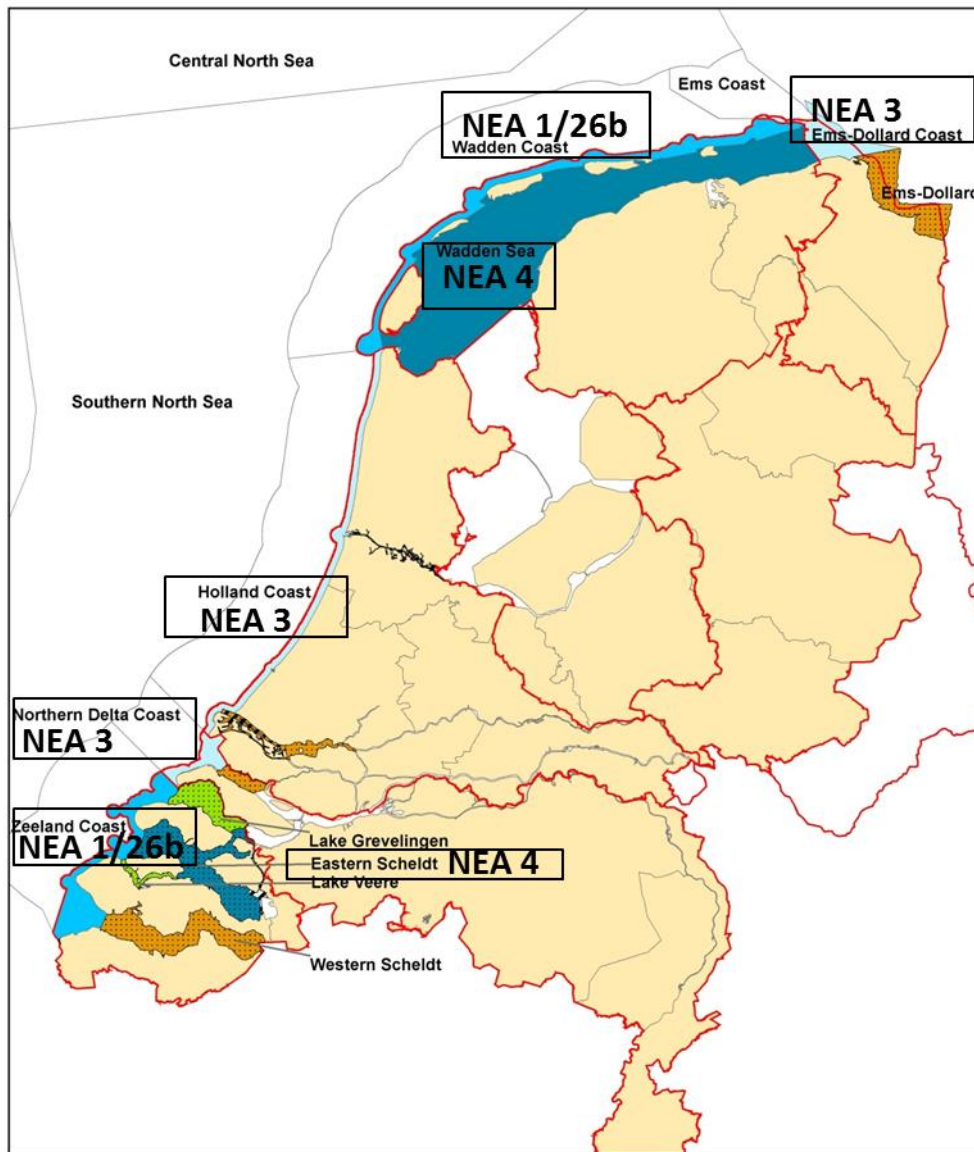 Central North Sea
Ems Coast
NEA 1/26b
Wadden Coast
NEA 3
Ems-Dollard Coast
Ems-Dollard
Wadden Sea
NEA 4
Southern North Sea
Holland Coast
NEA 3
Northern Delta Coast
NEA 3
Zeeland Coast
NEA 1/26b
Lake Grevelingen
Eastern Scheldt NEA 4
Lake Veere
Western Scheldt